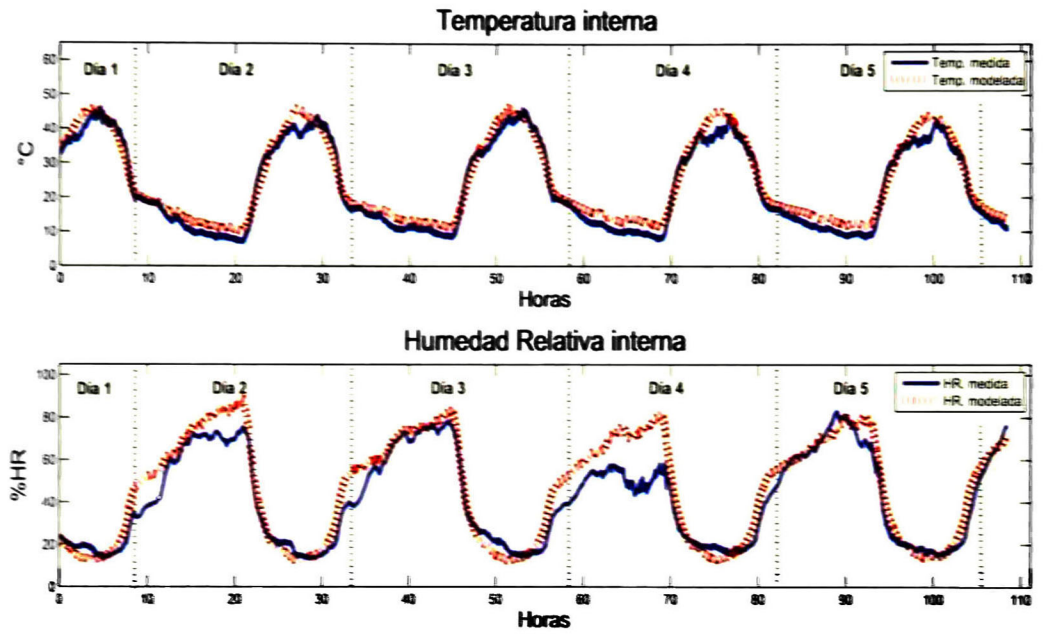 Temperatura interna
60
50
40
30
20
10
0
°C
Dia 1
Dia 2
Dia 3
Dia 4
Dia 5
Temp. medida
Temp. modelada
0 10 20 30 40 50 60 70 80 90 100 110
Horas
Humedad Relativa interna
100
80
60
40
20
0
%HR
Dia 1
Dia 2
Dia 3
Dia 4
Dia 5
HR. medida
HR. modelada
0 10 20 30 40 50 60 70 80 90 100 110
Horas